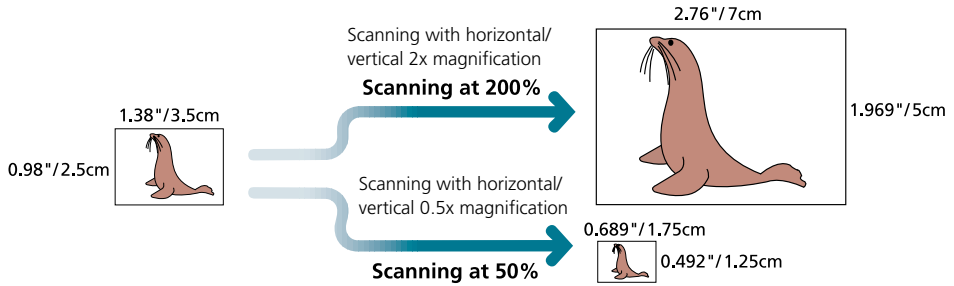 1.38"/3.5cm
0.98"/2.5cm
Scanning with horizontal/
vertical 2x magnification
Scanning at 200%
2.76"/7cm
1.969"/5cm
Scanning with horizontal/
vertical 0.5x magnification
Scanning at 50%
0.689"/1.75cm
0.492"/1.25cm